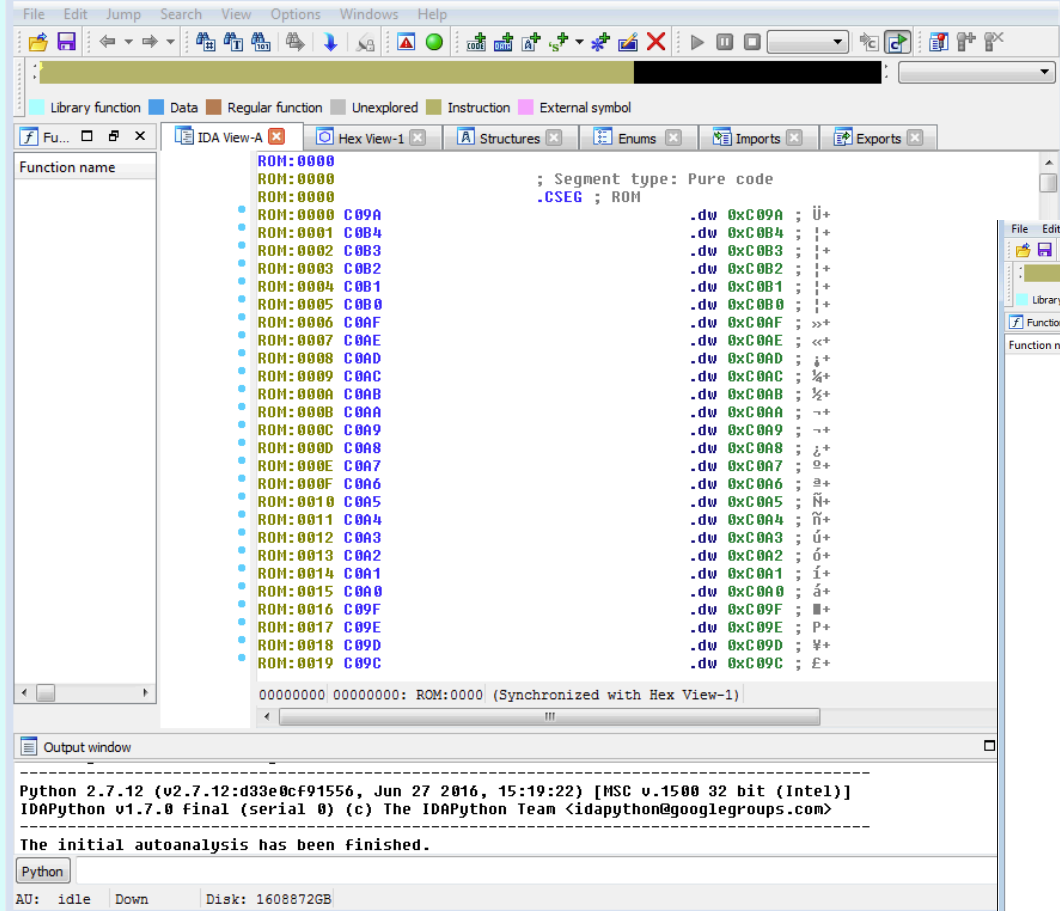 File Edit Jump Search View Options Windows Help
Library function Data Regular function Unexplored Instruction External symbol
Fu...
IDA View-A Hex View-1 Structures Enums Imports Exports
Function name
ROM:0000
ROM:0000 ; Segment type: Pure code
ROM:0000 .CSEG ; ROM
ROM:0000 C09A .dw 0xC09A ; Ü+
ROM:0001 C0B4 .dw 0xC0B4 ; ¦+
ROM:0002 C0B3 .dw 0xC0B3 ; ¦+
ROM:0003 C0B2 .dw 0xC0B2 ; ¦+
ROM:0004 C0B1 .dw 0xC0B1 ; ¦+
ROM:0005 C0B0 .dw 0xC0B0 ; ¦+
ROM:0006 C0AF .dw 0xC0AF ; »+
ROM:0007 C0AE .dw 0xC0AE ; «+
ROM:0008 C0AD .dw 0xC0AD ; ¡+
ROM:0009 C0AC .dw 0xC0AC ; ¼+
ROM:000A C0AB .dw 0xC0AB ; ½+
ROM:000B C0AA .dw 0xC0AA ; ¬+
ROM:000C C0A9 .dw 0xC0A9 ; ¬+
ROM:000D C0A8 .dw 0xC0A8 ; ¿+
ROM:000E C0A7 .dw 0xC0A7 ; º+
ROM:000F C0A6 .dw 0xC0A6 ; ª+
ROM:0010 C0A5 .dw 0xC0A5 ; Ñ+
ROM:0011 C0A4 .dw 0xC0A4 ; ñ+
ROM:0012 C0A3 .dw 0xC0A3 ; ú+
ROM:0013 C0A2 .dw 0xC0A2 ; ó+
ROM:0014 C0A1 .dw 0xC0A1 ; í+
ROM:0015 C0A0 .dw 0xC0A0 ; á+
ROM:0016 C09F .dw 0xC09F ; ■+
ROM:0017 C09E .dw 0xC09E ; P+
ROM:0018 C09D .dw 0xC09D ; ¥+
ROM:0019 C09C .dw 0xC09C ; £+
00000000 00000000: ROM:0000 (Synchronized with Hex View-1)
Output window
Python 2.7.12 (v2.7.12:d33e0cf91556, Jun 27 2016, 15:19:22) [MSC v.1500 32 bit (Intel)]
IDAPython v1.7.0 final (serial 0) (c) The IDAPython Team <idapython@googlegroups.com>
The initial autoanalysis has been finished.
Python
AU: idle Down Disk: 1608872GB
File Edit
Library
Function
Function n